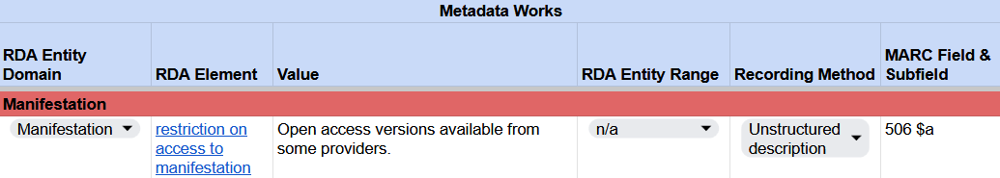 Metadata Works
RDA Entity Domain
RDA Element
Value
RDA Entity Range
Recording Method
MARC Field & Subfield
Manifestation
Manifestation
restriction on
access to
manifestation
Open access versions available from
some providers.
n/a
Unstructured
description
506 $a